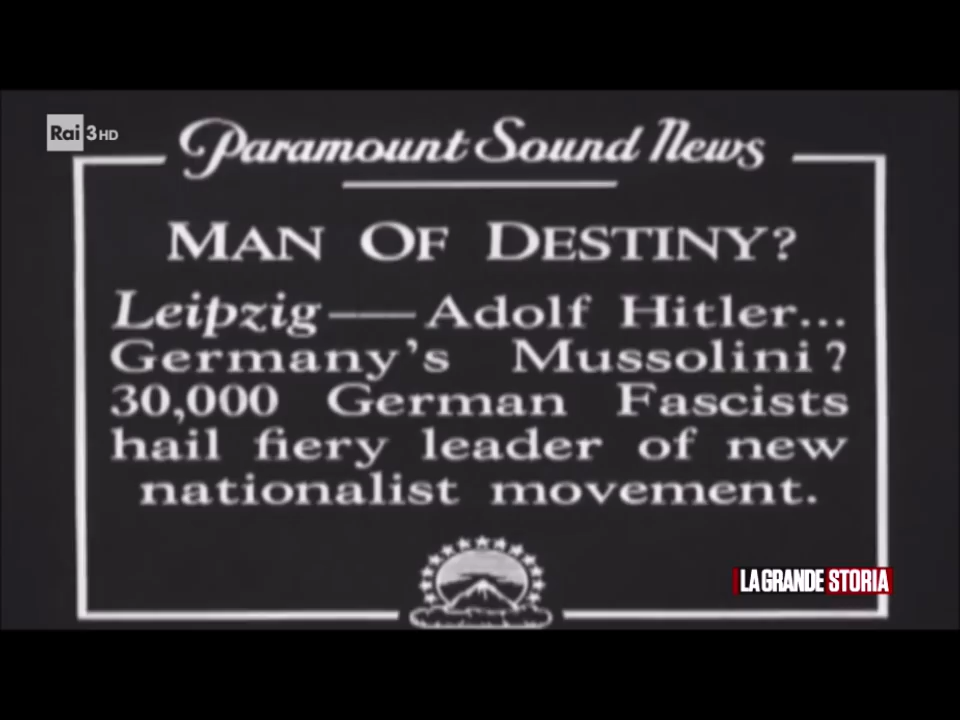 Rai 3HD
Paramount Sound News
MAN OF DESTINY?
Leipzig—Adolf Hitler...
Germany's Mussolini?
30,000 German Fascists
hail fiery leader of new
nationalist movement.
LA GRANDE STORIA